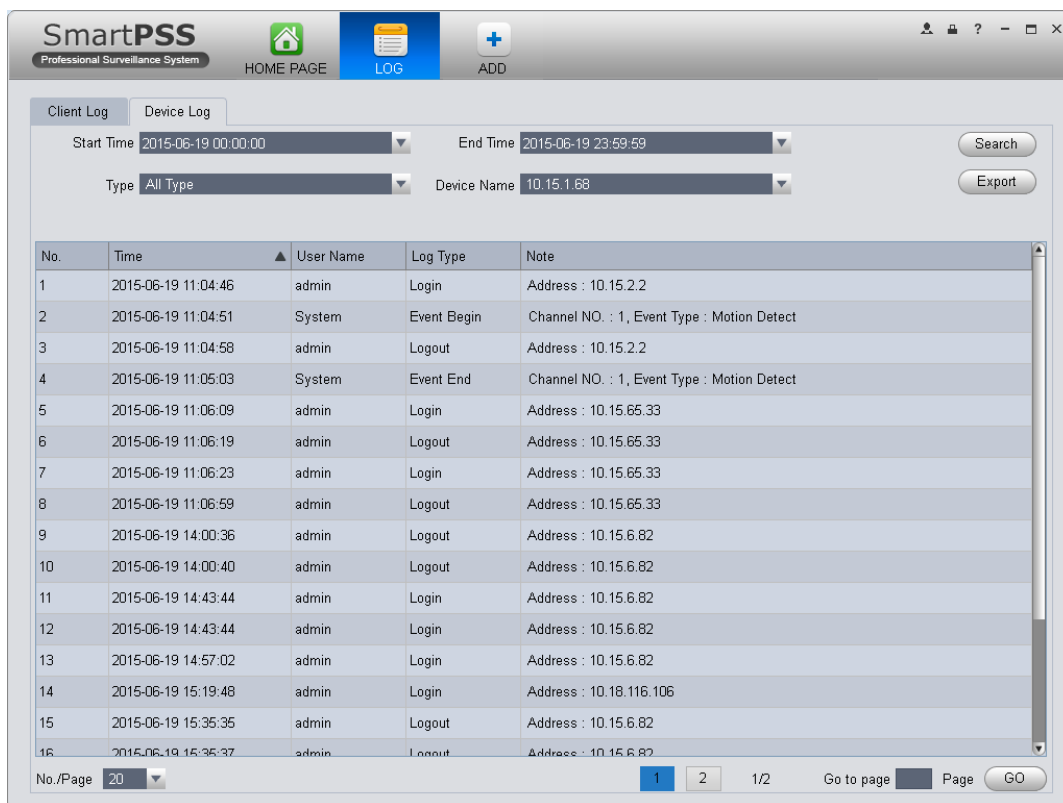 SmartPSS
Professional Surveillance System
HOME PAGE
LOG
ADD
?
Client Log
Device Log
Start Time 2015-06-19 00:00:00 End Time 2015-06-19 23:59:59 Search
Type All Type Device Name 10.15.1.68 Export
No. Time User Name Log Type Note
1 2015-06-19 11:04:46 admin Login Address : 10.15.2.2
2 2015-06-19 11:04:51 System Event Begin Channel NO. : 1, Event Type : Motion Detect
3 2015-06-19 11:04:58 admin Logout Address : 10.15.2.2
4 2015-06-19 11:05:03 System Event End Channel NO. : 1, Event Type : Motion Detect
5 2015-06-19 11:06:09 admin Login Address : 10.15.65.33
6 2015-06-19 11:06:19 admin Logout Address : 10.15.65.33
7 2015-06-19 11:06:23 admin Login Address : 10.15.65.33
8 2015-06-19 11:06:59 admin Logout Address : 10.15.65.33
9 2015-06-19 14:00:36 admin Logout Address : 10.15.6.82
10 2015-06-19 14:00:40 admin Logout Address : 10.15.6.82
11 2015-06-19 14:43:44 admin Login Address : 10.15.6.82
12 2015-06-19 14:43:44 admin Login Address : 10.15.6.82
13 2015-06-19 14:57:02 admin Login Address : 10.15.6.82
14 2015-06-19 15:19:48 admin Login Address : 10.18.116.106
15 2015-06-19 15:35:35 admin Logout Address : 10.15.6.82
16 2015-06-19 15:35:37 admin Logout Address : 10.15.6.82
No./Page 20 1 2 1/2 Go to page Page GO